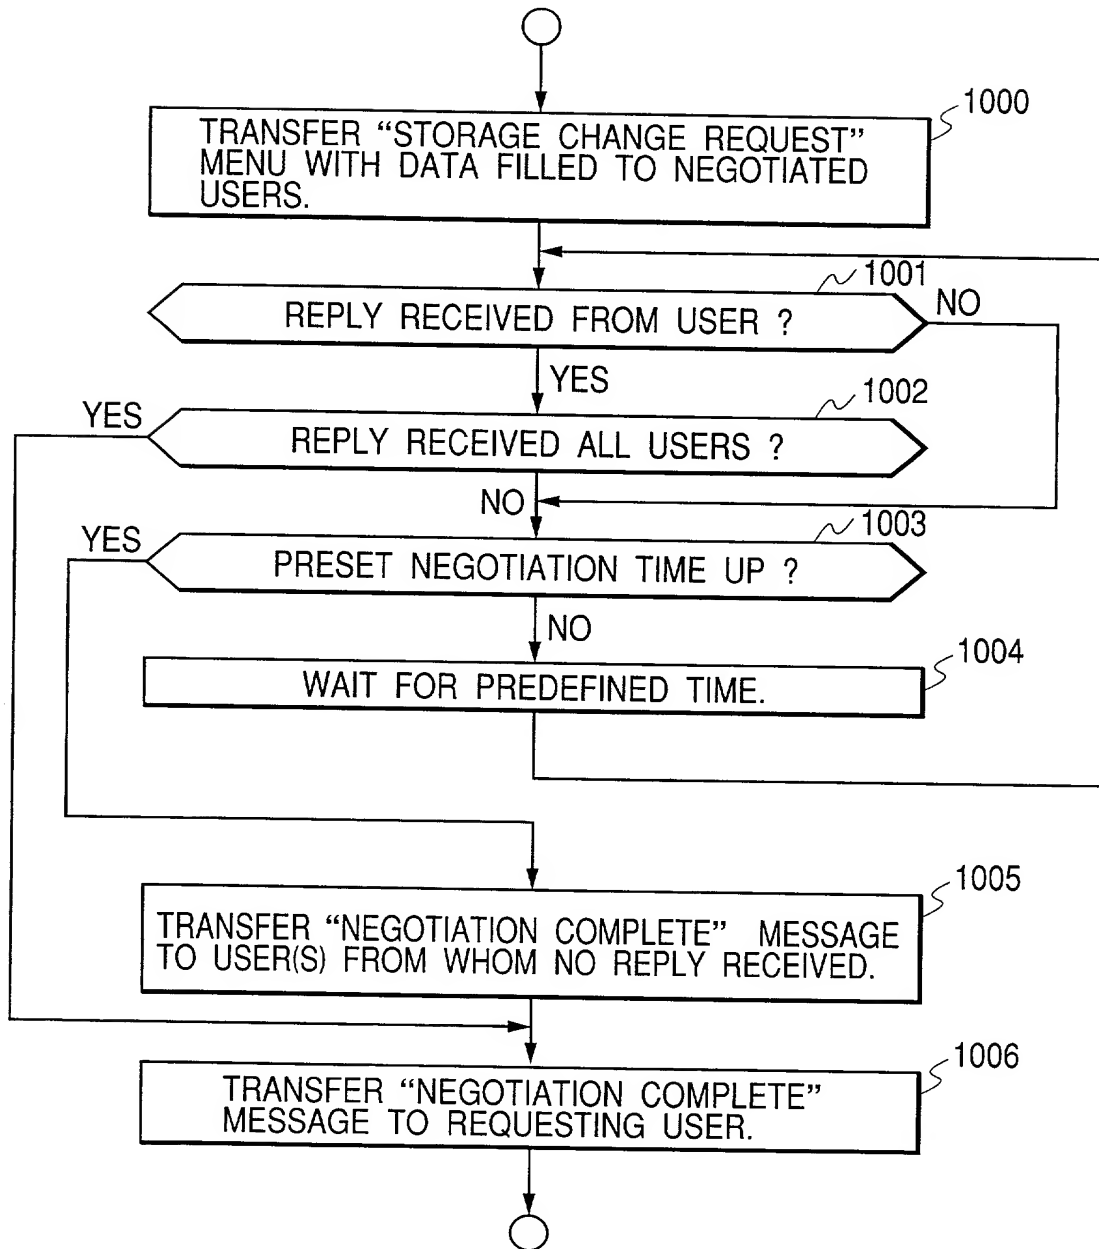 1000
TRANSFER “STORAGE CHANGE REQUEST”
MENU WITH DATA FILLED TO NEGOTIATED
USERS.
1001
REPLY RECEIVED FROM USER ?
NO
YES
1002
YES
REPLY RECEIVED ALL USERS ?
NO
1003
YES
PRESET NEGOTIATION TIME UP ?
NO
1004
WAIT FOR PREDEFINED TIME.
1005
TRANSFER “NEGOTIATION COMPLETE” MESSAGE
TO USER(S) FROM WHOM NO REPLY RECEIVED.
1006
TRANSFER “NEGOTIATION COMPLETE”
MESSAGE TO REQUESTING USER.